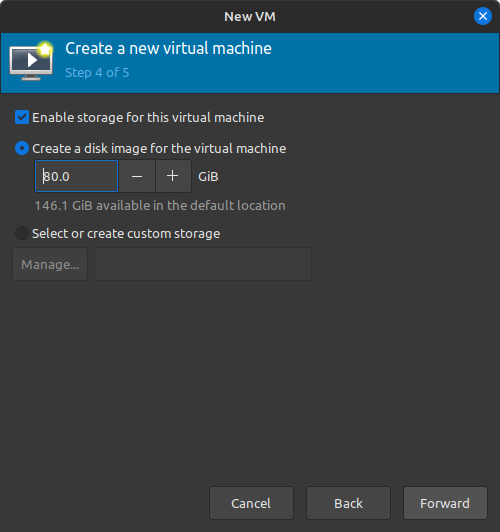 New VM
Create a new virtual machine
Step 4 of 5
Enable storage for this virtual machine
Create a disk image for the virtual machine
80.0 − + GiB
146.1 GiB available in the default location
Select or create custom storage
Manage...
Cancel Back Forward